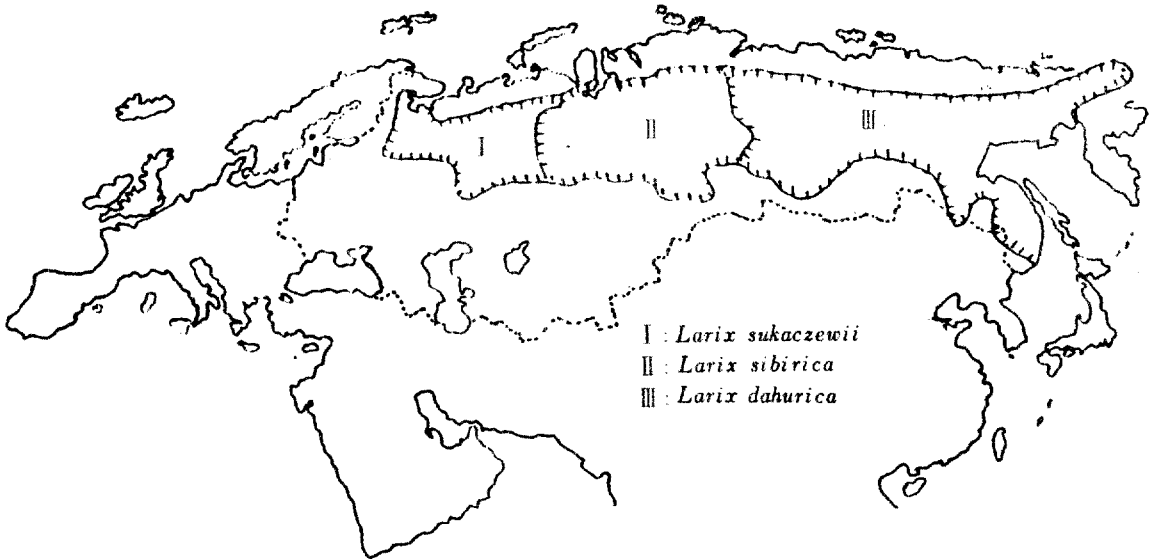 I
II
III
I : Larix sukaczewii
II : Larix sibirica
III : Larix dahurica